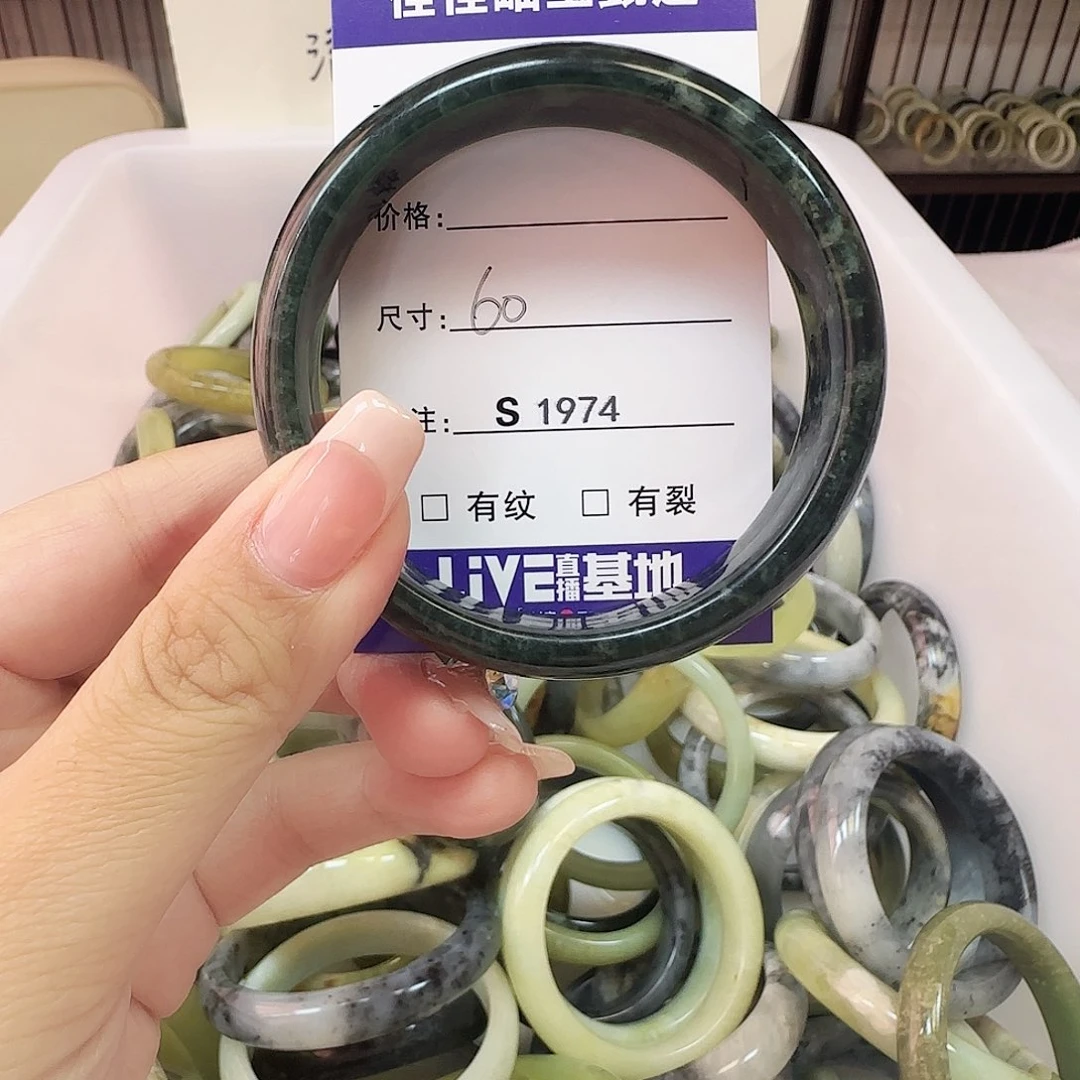 价格:
尺寸: 60
注: S 1974
□ 有纹 □ 有裂
LiVE直播基地